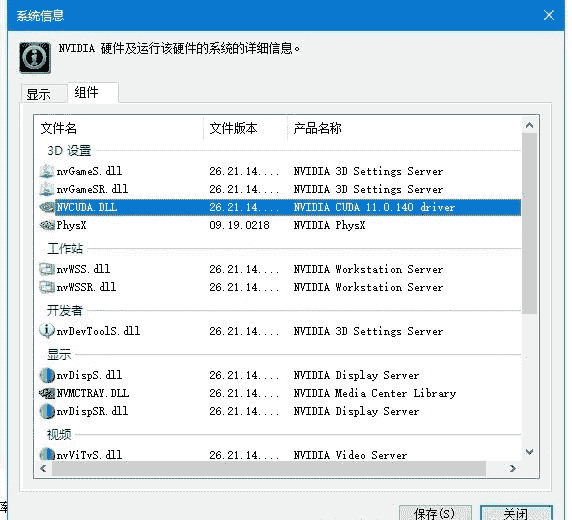 系统信息
NVIDIA 硬件及运行该硬件的系统的详细信息。
显示 组件
文件名 文件版本 产品名称
3D 设置
nvGameS.dll 26.21.14.... NVIDIA 3D Settings Server
nvGameSR.dll 26.21.14.... NVIDIA 3D Settings Server
NVCUDA.DLL 26.21.14.... NVIDIA CUDA 11.0.140 driver
PhysX 09.19.0218 NVIDIA PhysX
工作站
nvWSS.dll 26.21.14.... NVIDIA Workstation Server
nvWSSR.dll 26.21.14.... NVIDIA Workstation Server
开发者
nvDevToolS.dll 26.21.14.... NVIDIA 3D Settings Server
显示
nvDispS.dll 26.21.14.... NVIDIA Display Server
NVMCTRAY.DLL 26.21.14.... NVIDIA Media Center Library
nvDispSR.dll 26.21.14.... NVIDIA Display Server
视频
nvViTvS.dll 26.21.14.... NVIDIA Video Server
保存(S) 关闭